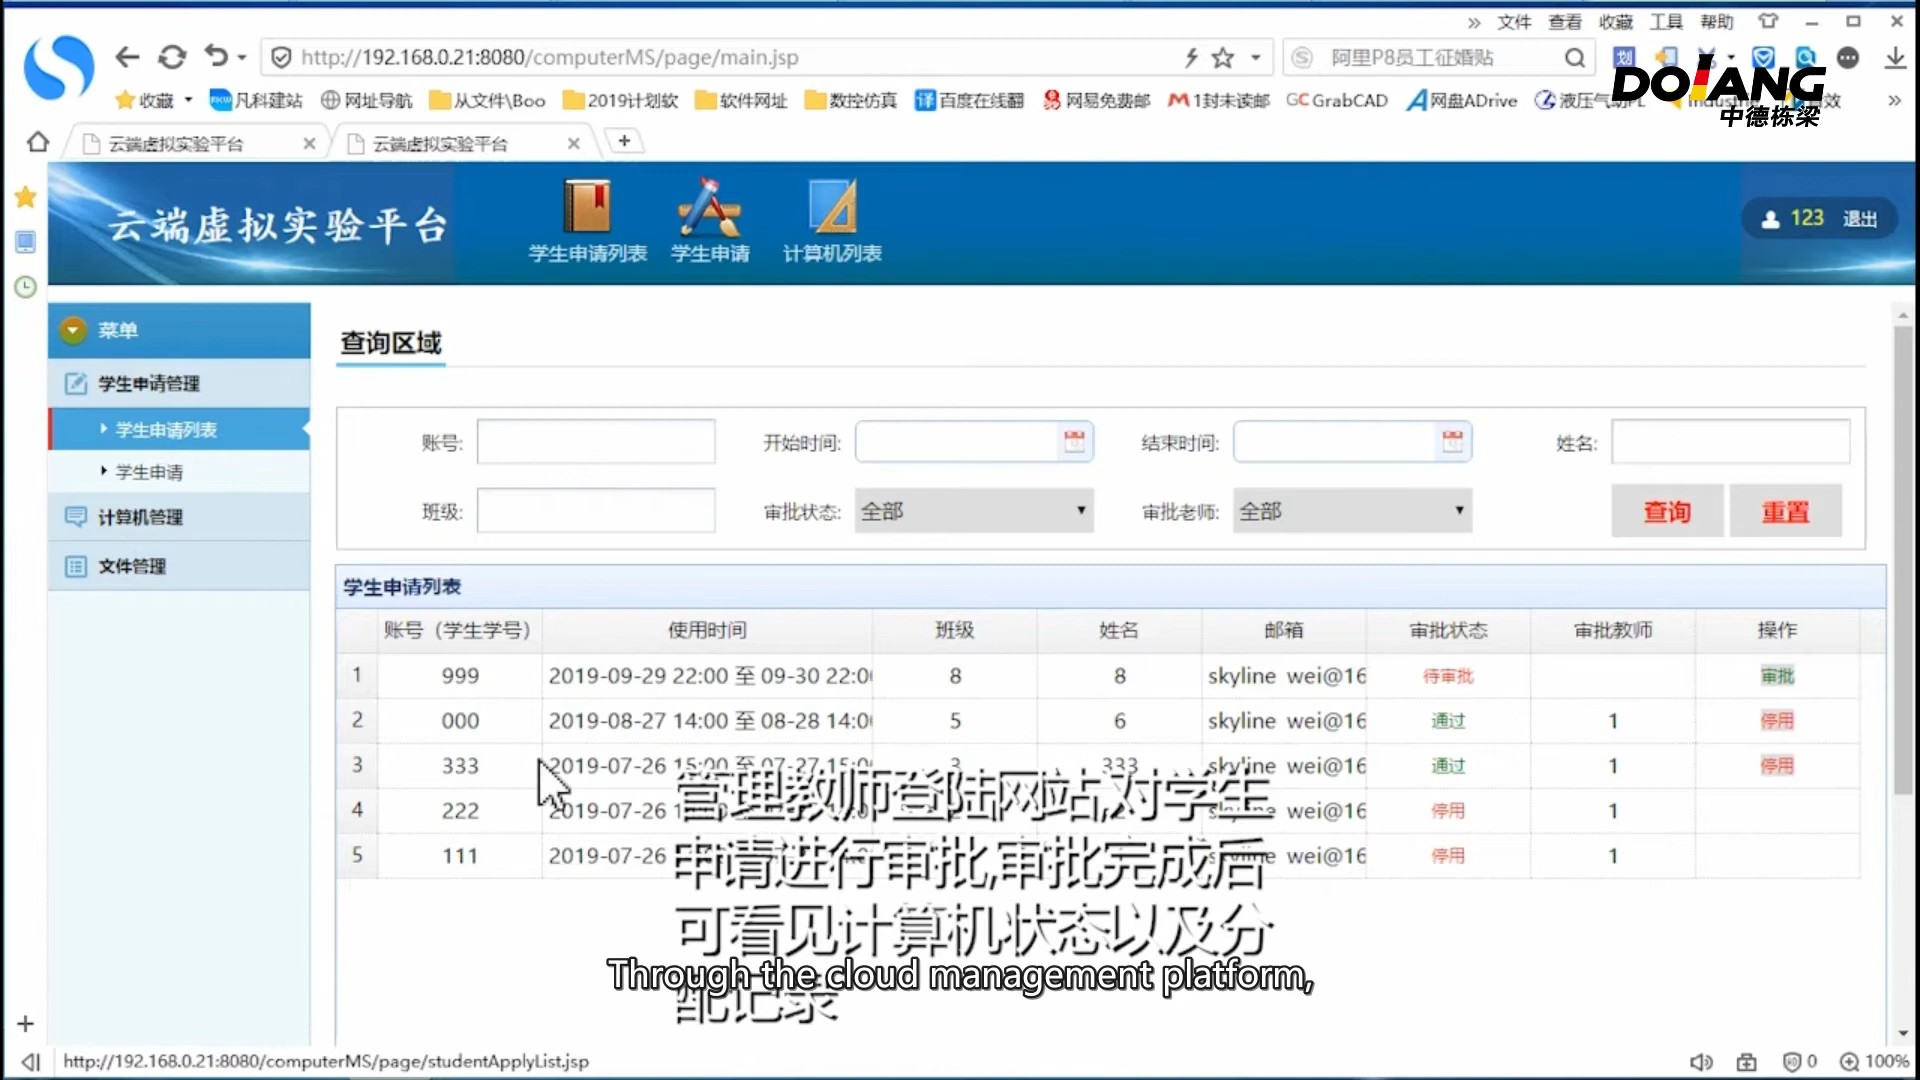 文件 查看 收藏 工具 帮助
http://192.168.0.21:8080/computerMS/page/main.jsp
阿里P8员工征婚贴
DOLANG
中德栋梁
收藏 凡科建站 网址导航 从文件\Boo 2019计划软 软件网址 数控仿真 百度在线翻 网易免费邮 1封未读邮 GrabCAD 网盘ADrive
云端虚拟实验平台 云端虚拟实验平台
云端虚拟实验平台
学生申请列表 学生申请 计算机列表
123 退出
菜单
学生申请管理
学生申请列表
学生申请
计算机管理
文件管理
查询区域
账号: 开始时间: 结束时间: 姓名:
班级: 审批状态: 全部 审批老师: 全部 查询 重置
学生申请列表
账号（学生学号） 使用时间 班级 姓名 邮箱 审批状态 审批教师 操作
1 999 2019-09-29 22:00 至 09-30 22:0 8 8 skyline wei@16 待审批 审批
2 000 2019-08-27 14:00 至 08-28 14:0 5 6 skyline wei@16 通过 1 停用
3 333 2019-07-26 15:00 至 07-27 15:0 3 333 skyline wei@16 通过 1 停用
4 222 2019-07-26 wei@16 停用 1
5 111 2019-07-26 wei@16 停用 1
管理教师登陆网站,对学生
申请进行审批,审批完成后
可看见计算机状态以及分
配记录
Through the cloud management platform,
http://192.168.0.21:8080/computerMS/page/studentApplyList.jsp
0 100%